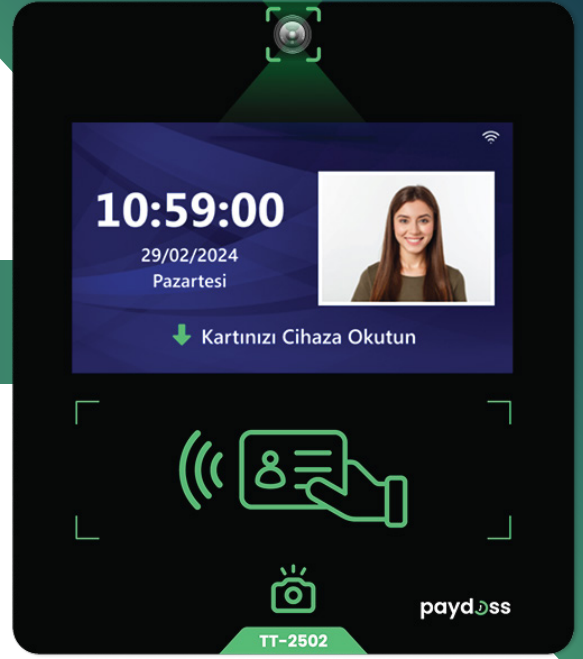 10:59:00
29/02/2024
Pazartesi
Kartınızı Cihaza Okutun
paydoss
TT-2502